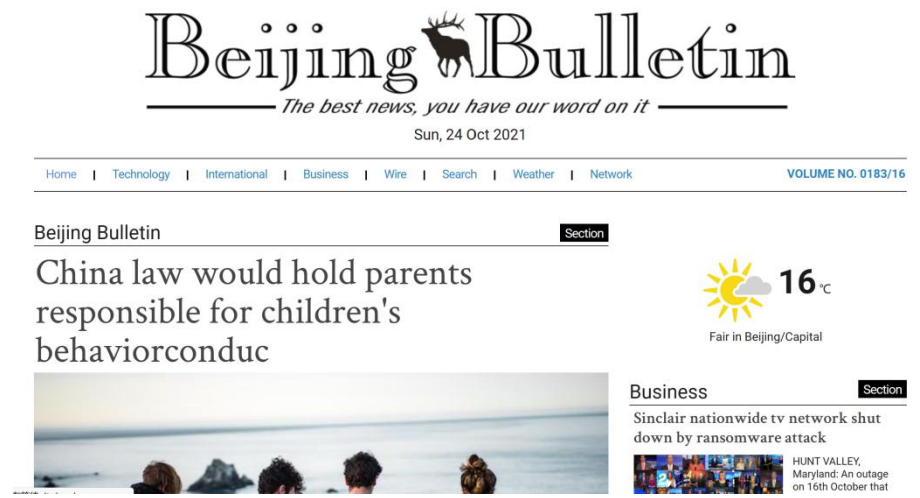 Beijing Bulletin
The best news, you have our word on it
Sun, 24 Oct 2021
Home | Technology | International | Business | Wire | Search | Weather | Network VOLUME NO. 0183/16
Beijing Bulletin Section
China law would hold parents
responsible for children's
behaviorconduc
16 °C
Fair in Beijing/Capital
Business Section
Sinclair nationwide tv network shut
down by ransomware attack
HUNT VALLEY,
Maryland: An outage
on 16th October that